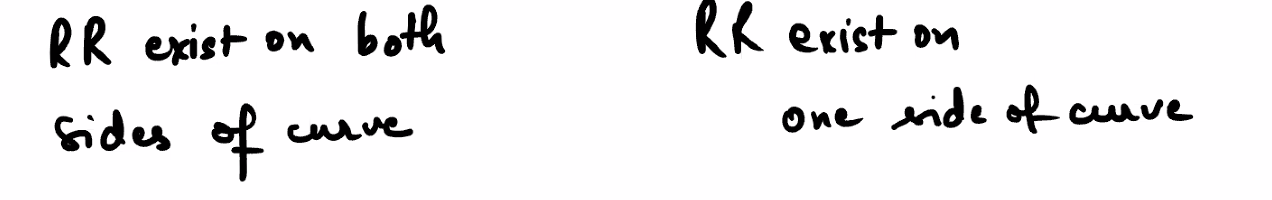 RR exist on both
sides of curve
RR exist on
one side of curve